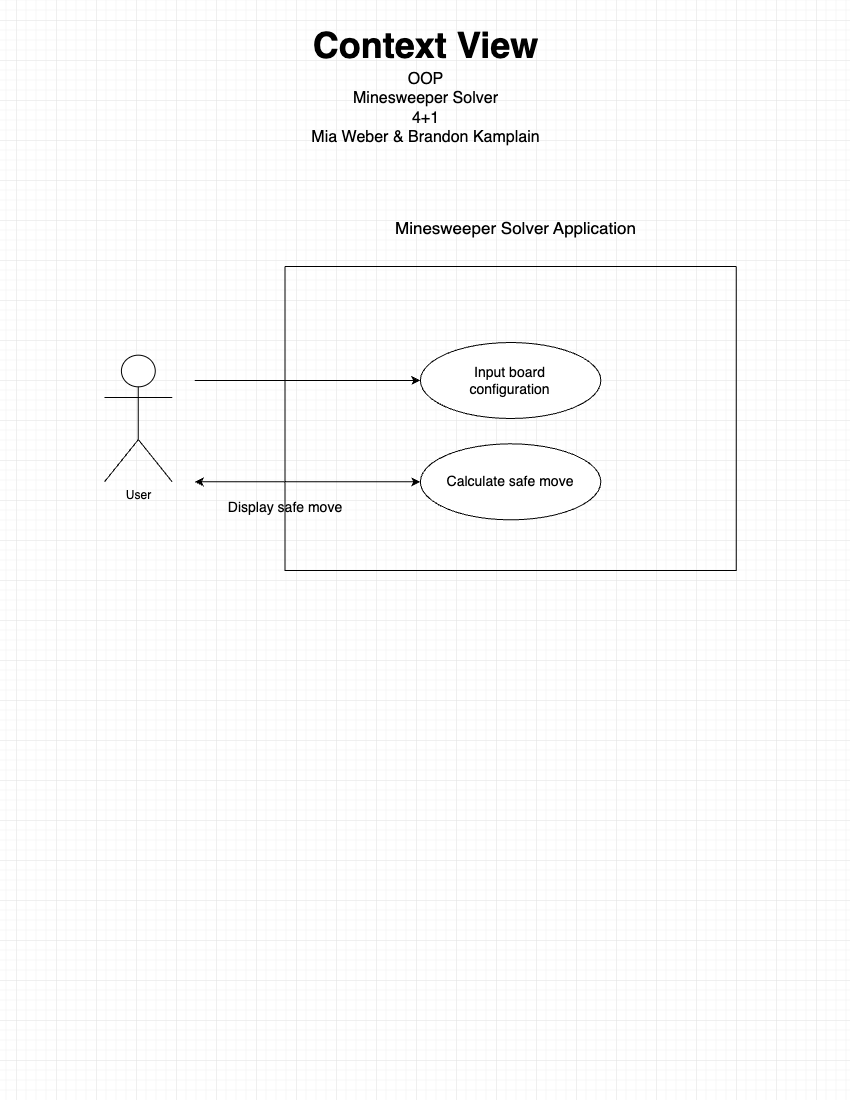 Context View
OOP
Minesweeper Solver
4+1
Mia Weber & Brandon Kamplain
Minesweeper Solver Application
Input board
configuration
Calculate safe move
User
Display safe move